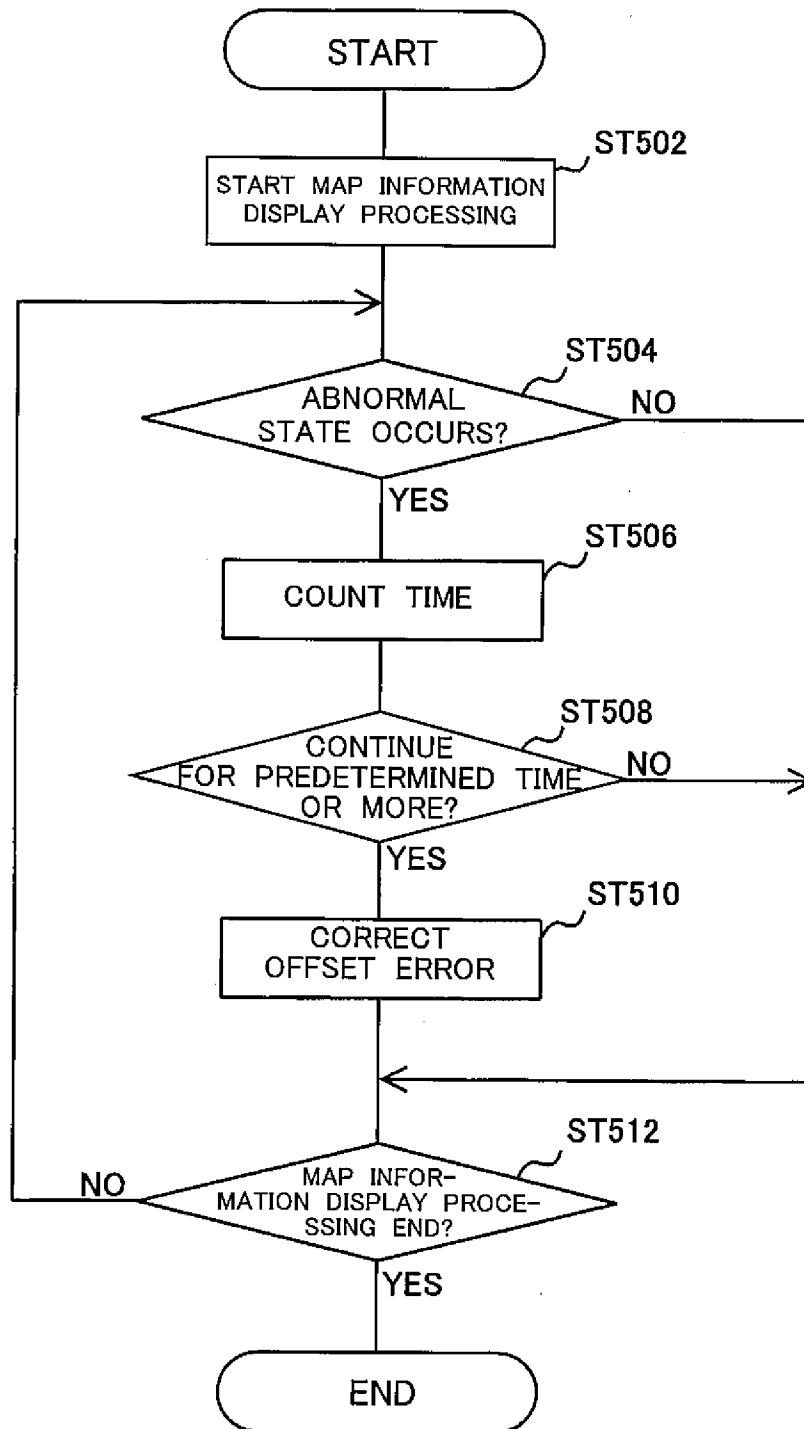 START
ST502
START MAP INFORMATION
DISPLAY PROCESSING
ST504
ABNORMAL
STATE OCCURS?
NO
YES
ST506
COUNT TIME
ST508
CONTINUE
FOR PREDETERMINED TIME
OR MORE?
NO
YES
ST510
CORRECT
OFFSET ERROR
ST512
NO
MAP INFOR-
MATION DISPLAY PROCE-
SSING END?
YES
END